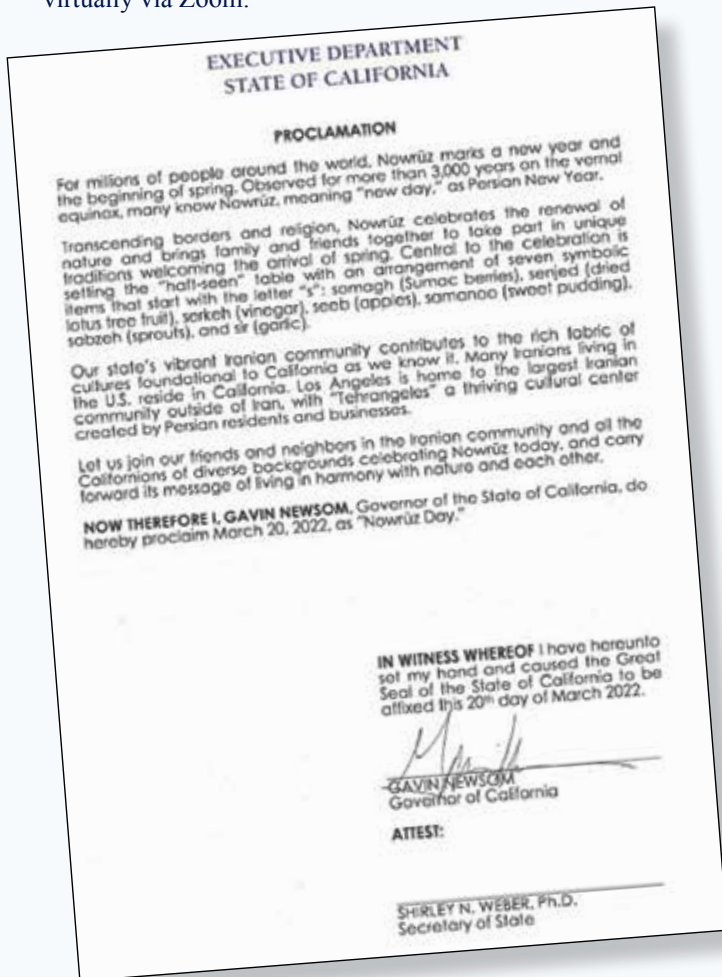 virtually via Zoom.
EXECUTIVE DEPARTMENT
STATE OF CALIFORNIA
PROCLAMATION
For millions of people around the world, Nowrūz marks a new year and
the beginning of spring. Observed for more than 3,000 years on the vernal
equinox, many know Nowrūz, meaning "new day," as Persian New Year.
Transcending borders and religion, Nowrūz celebrates the renewal of
nature and brings family and friends together to take part in unique
traditions welcoming the arrival of spring. Central to the celebration is
setting the "haft-seen" table with an arrangement of seven symbolic
items that start with the letter "s": somagh (Sumac berries), senjed (dried
lotus tree fruit), serkeh (vinegar), seeb (apples), samanoo (sweet pudding),
sabzeh (sprouts), and sir (garlic).
Our state's vibrant Iranian community contributes to the rich fabric of
cultures foundational to California as we know it. Many Iranians living in
the U.S. reside in California. Los Angeles is home to the largest Iranian
community outside of Iran, with "Tehrangeles" a thriving cultural center
created by Persian residents and businesses.
Let us join our friends and neighbors in the Iranian community and all the
Californians of diverse backgrounds celebrating Nowrūz today, and carry
forward its message of living in harmony with nature and each other.
NOW THEREFORE I, GAVIN NEWSOM, Governor of the State of California, do
hereby proclaim March 20, 2022, as "Nowrūz Day."
IN WITNESS WHEREOF I have hereunto
set my hand and caused the Great
Seal of the State of California to be
affixed this 20th day of March 2022.
GAVIN NEWSOM
Governor of California
ATTEST:
SHIRLEY N. WEBER, Ph.D.
Secretary of State